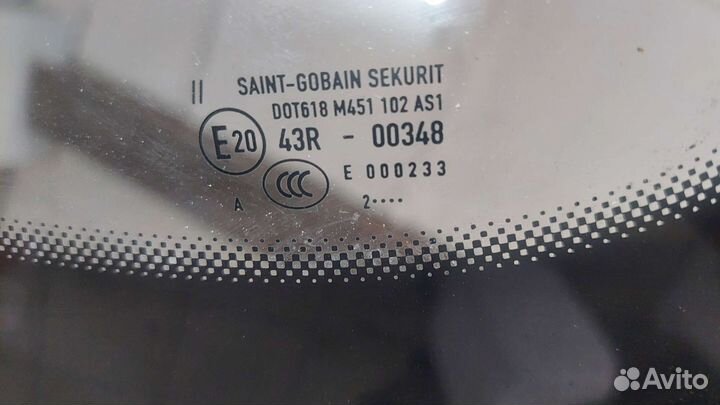 II SAINT-GOBAIN SEKURIT
DOT618 M451 102 AS1
E20 43R - 00348
CCC E 000233
A 2····
Avito